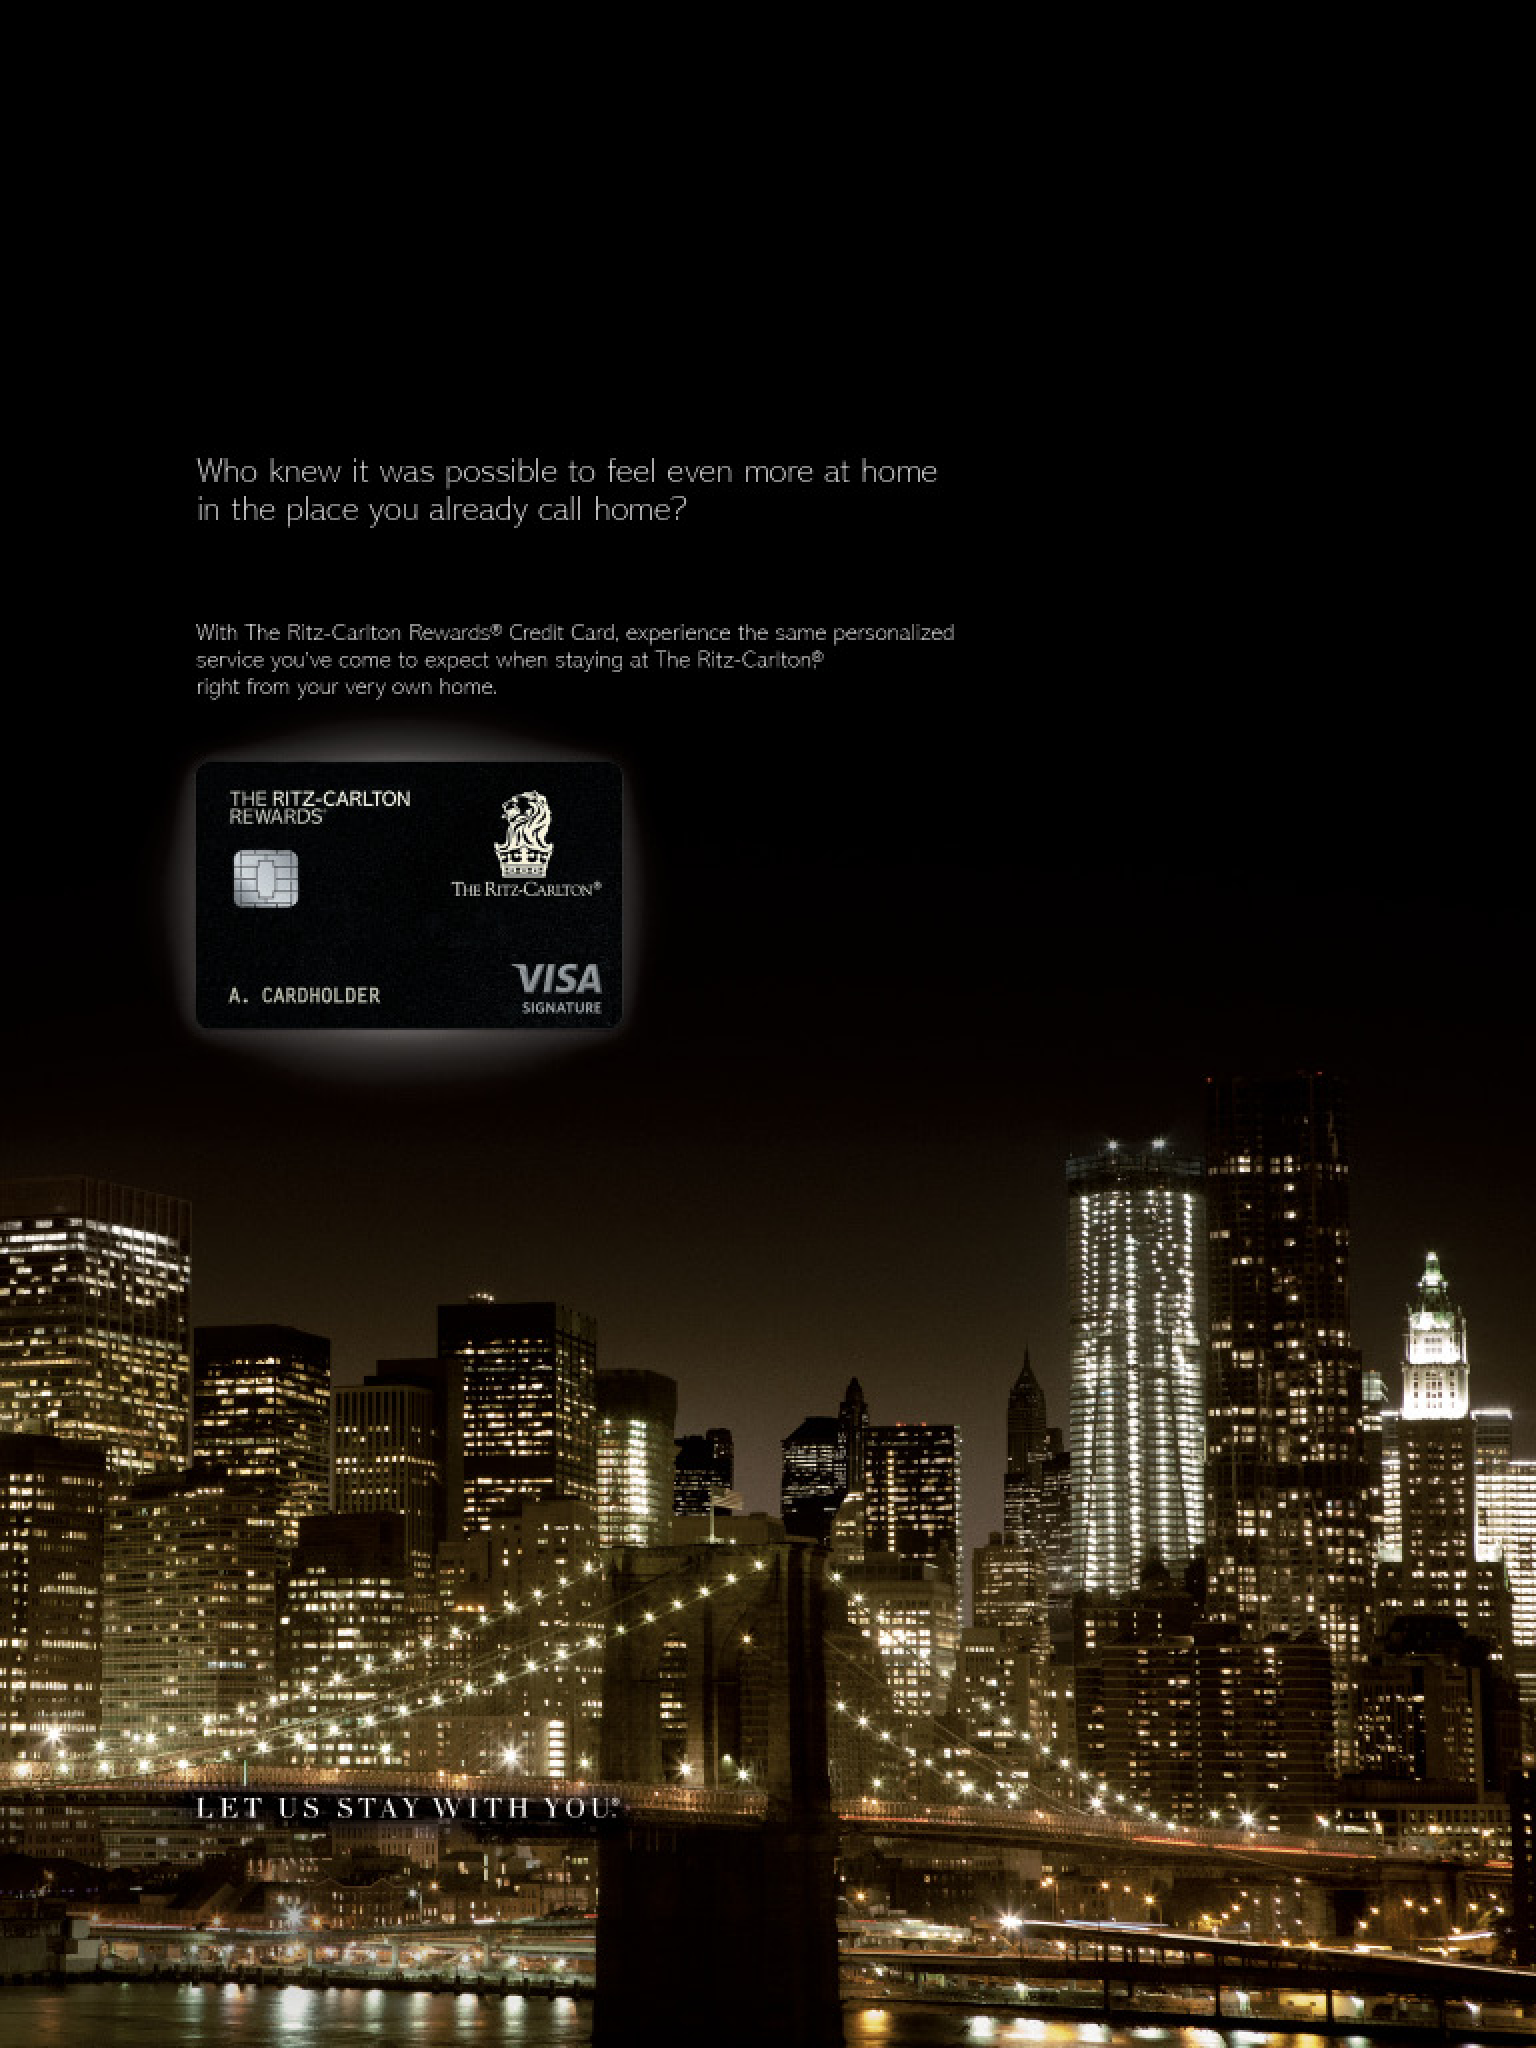 Who knew it was possible to feel even more at home
in the place you already call home?
With The Ritz-Carlton Rewards® Credit Card, experience the same personalized
service you've come to expect when staying at The Ritz-Carlton,®
right from your very own home.
THE RITZ-CARLTON
REWARDS®
THE RITZ-CARLTON®
A. CARDHOLDER
VISA
SIGNATURE
LET US STAY WITH YOU.®